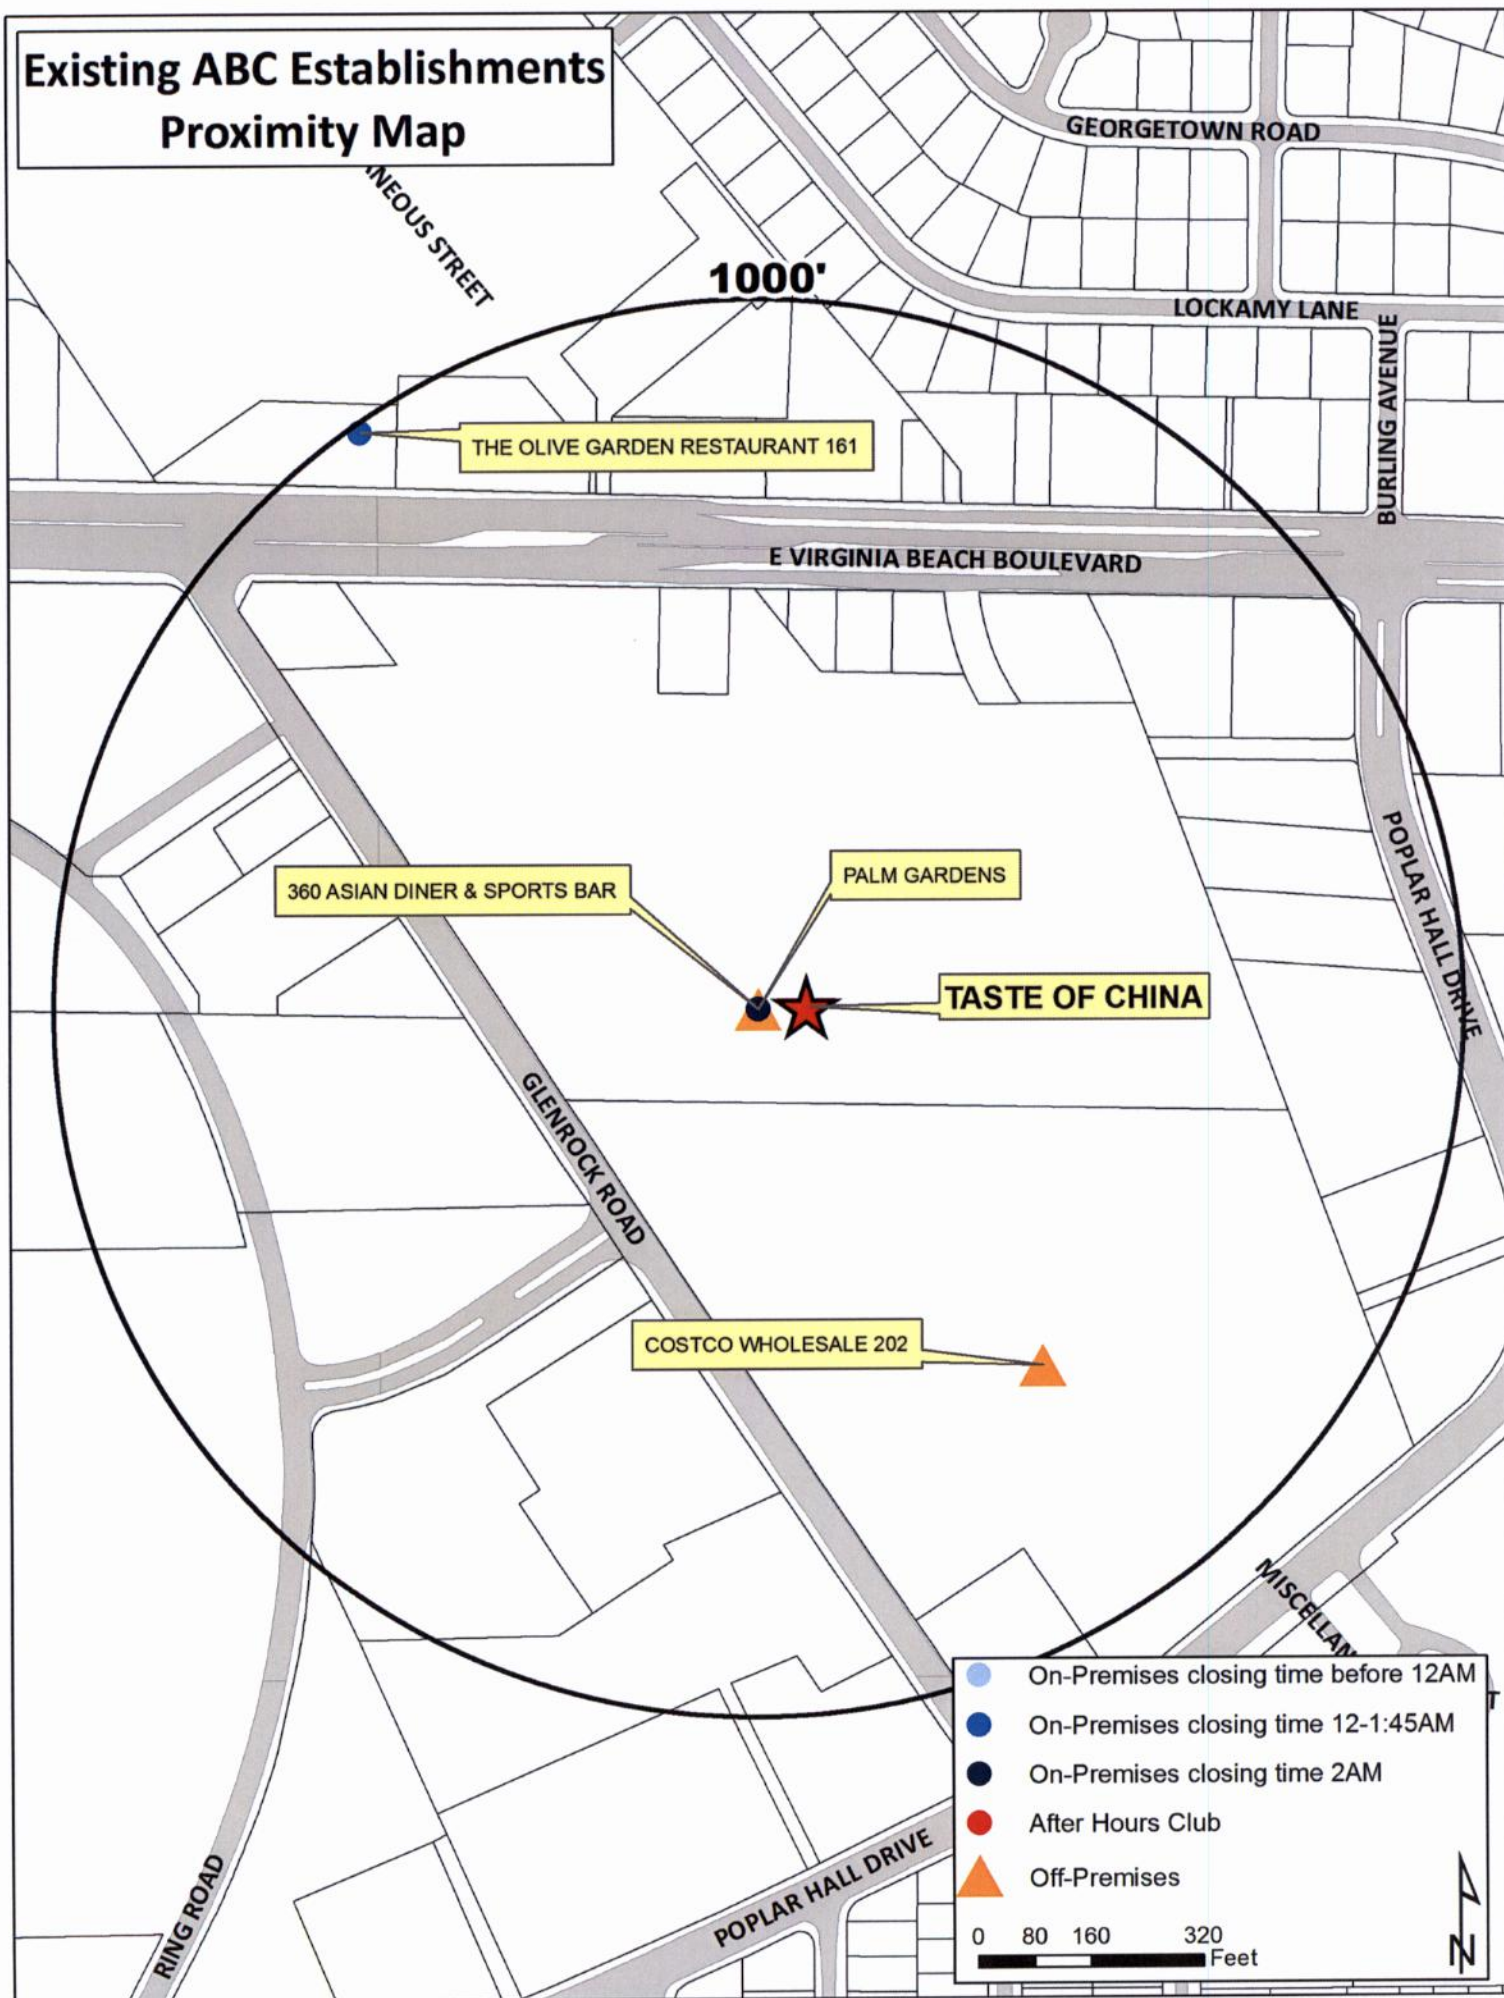 Existing ABC Establishments
Proximity Map
NEOUS STREET
GEORGETOWN ROAD
1000'
LOCKAMY LANE
BURLING AVENUE
THE OLIVE GARDEN RESTAURANT 161
E VIRGINIA BEACH BOULEVARD
POPLAR HALL DRIVE
360 ASIAN DINER & SPORTS BAR
PALM GARDENS
TASTE OF CHINA
GLENROCK ROAD
COSTCO WHOLESALE 202
MISCELLAN
T
On-Premises closing time before 12AM
On-Premises closing time 12-1:45AM
On-Premises closing time 2AM
After Hours Club
Off-Premises
0 80 160 320
Feet
N
POPLAR HALL DRIVE
RING ROAD